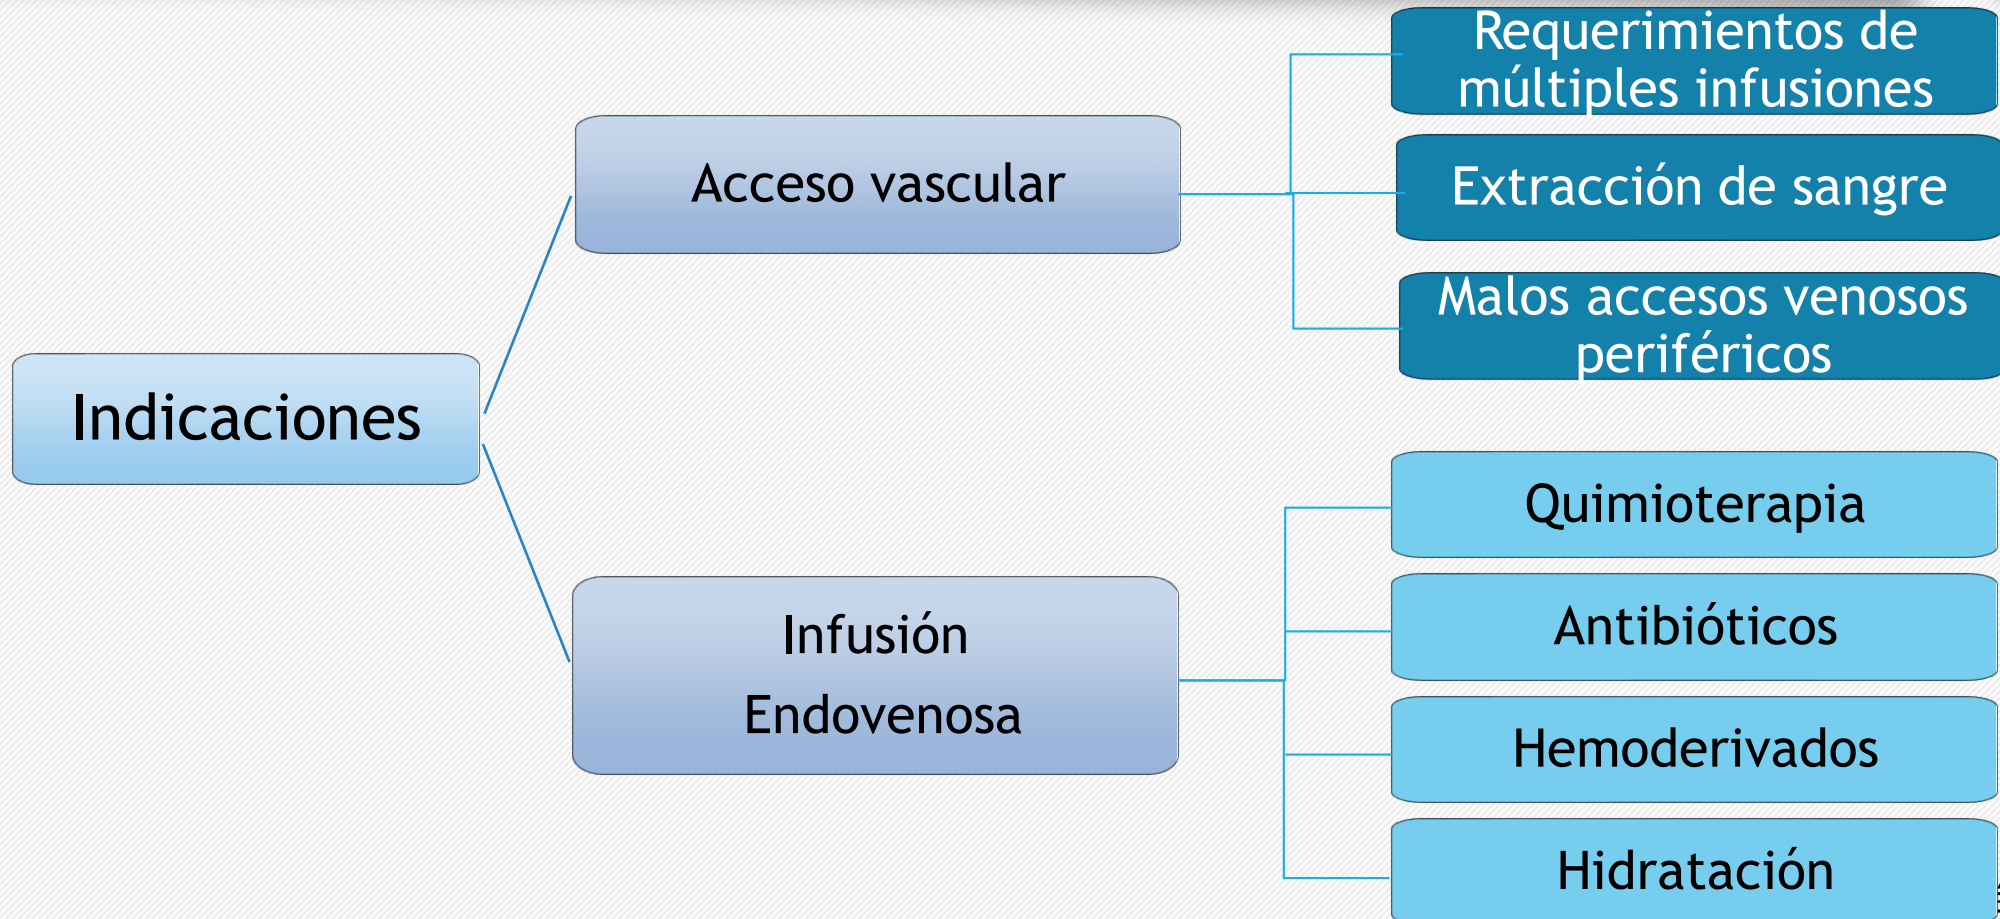 Indicaciones
Acceso vascular
Requerimientos de
múltiples infusiones
Extracción de sangre
Malos accesos venosos
periféricos
Infusión
Endovenosa
Quimioterapia
Antibióticos
Hemoderivados
Hidratación